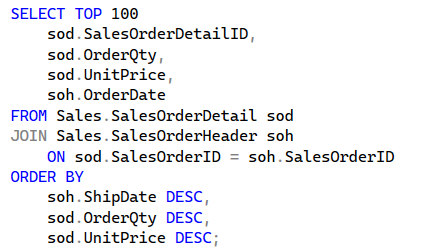 SELECT TOP 100
    sod.SalesOrderDetailID,
    sod.OrderQty,
    sod.UnitPrice,
    soh.OrderDate
FROM Sales.SalesOrderDetail sod
JOIN Sales.SalesOrderHeader soh
    ON sod.SalesOrderID = soh.SalesOrderID
ORDER BY
    soh.ShipDate DESC,
    sod.OrderQty DESC,
    sod.UnitPrice DESC;